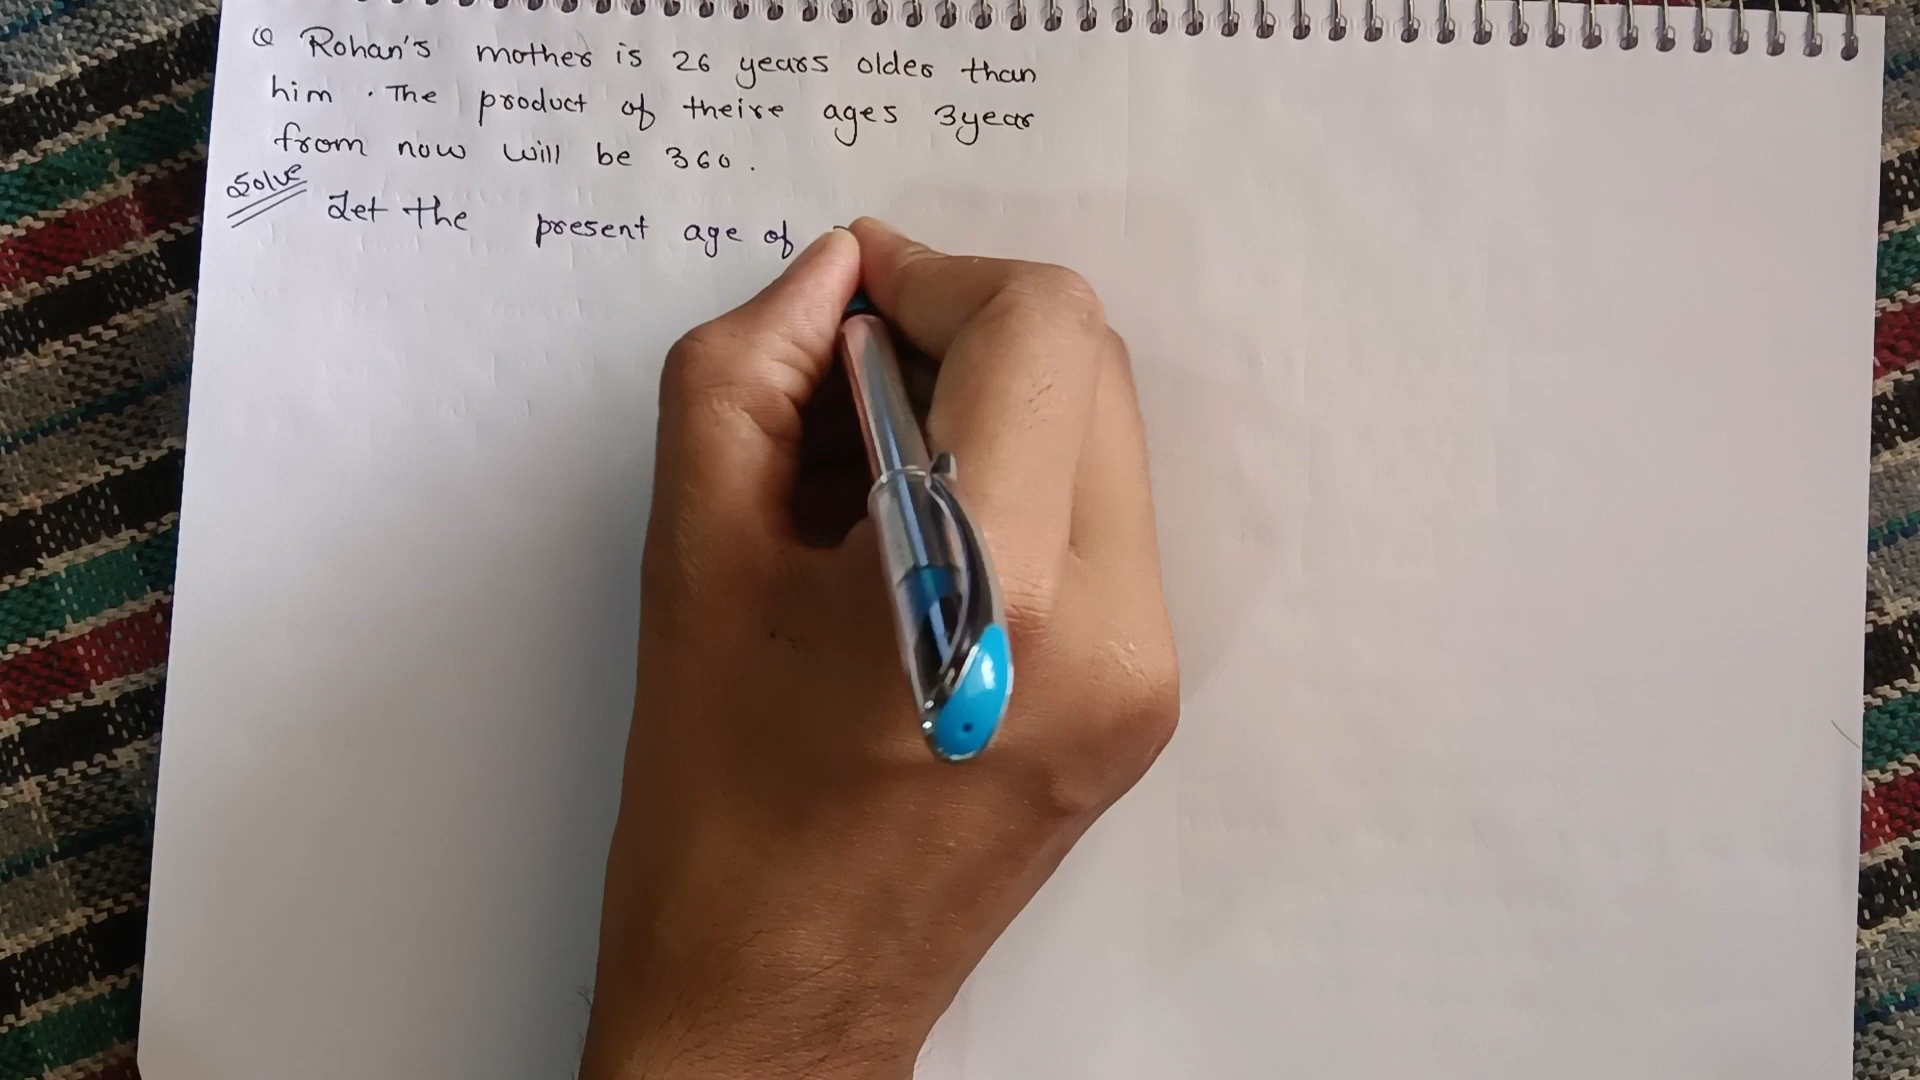 Q Rohan's mother is 26 years older than
him . The product of theire ages 3year
from now will be 360 .
Solve
Let the present age of